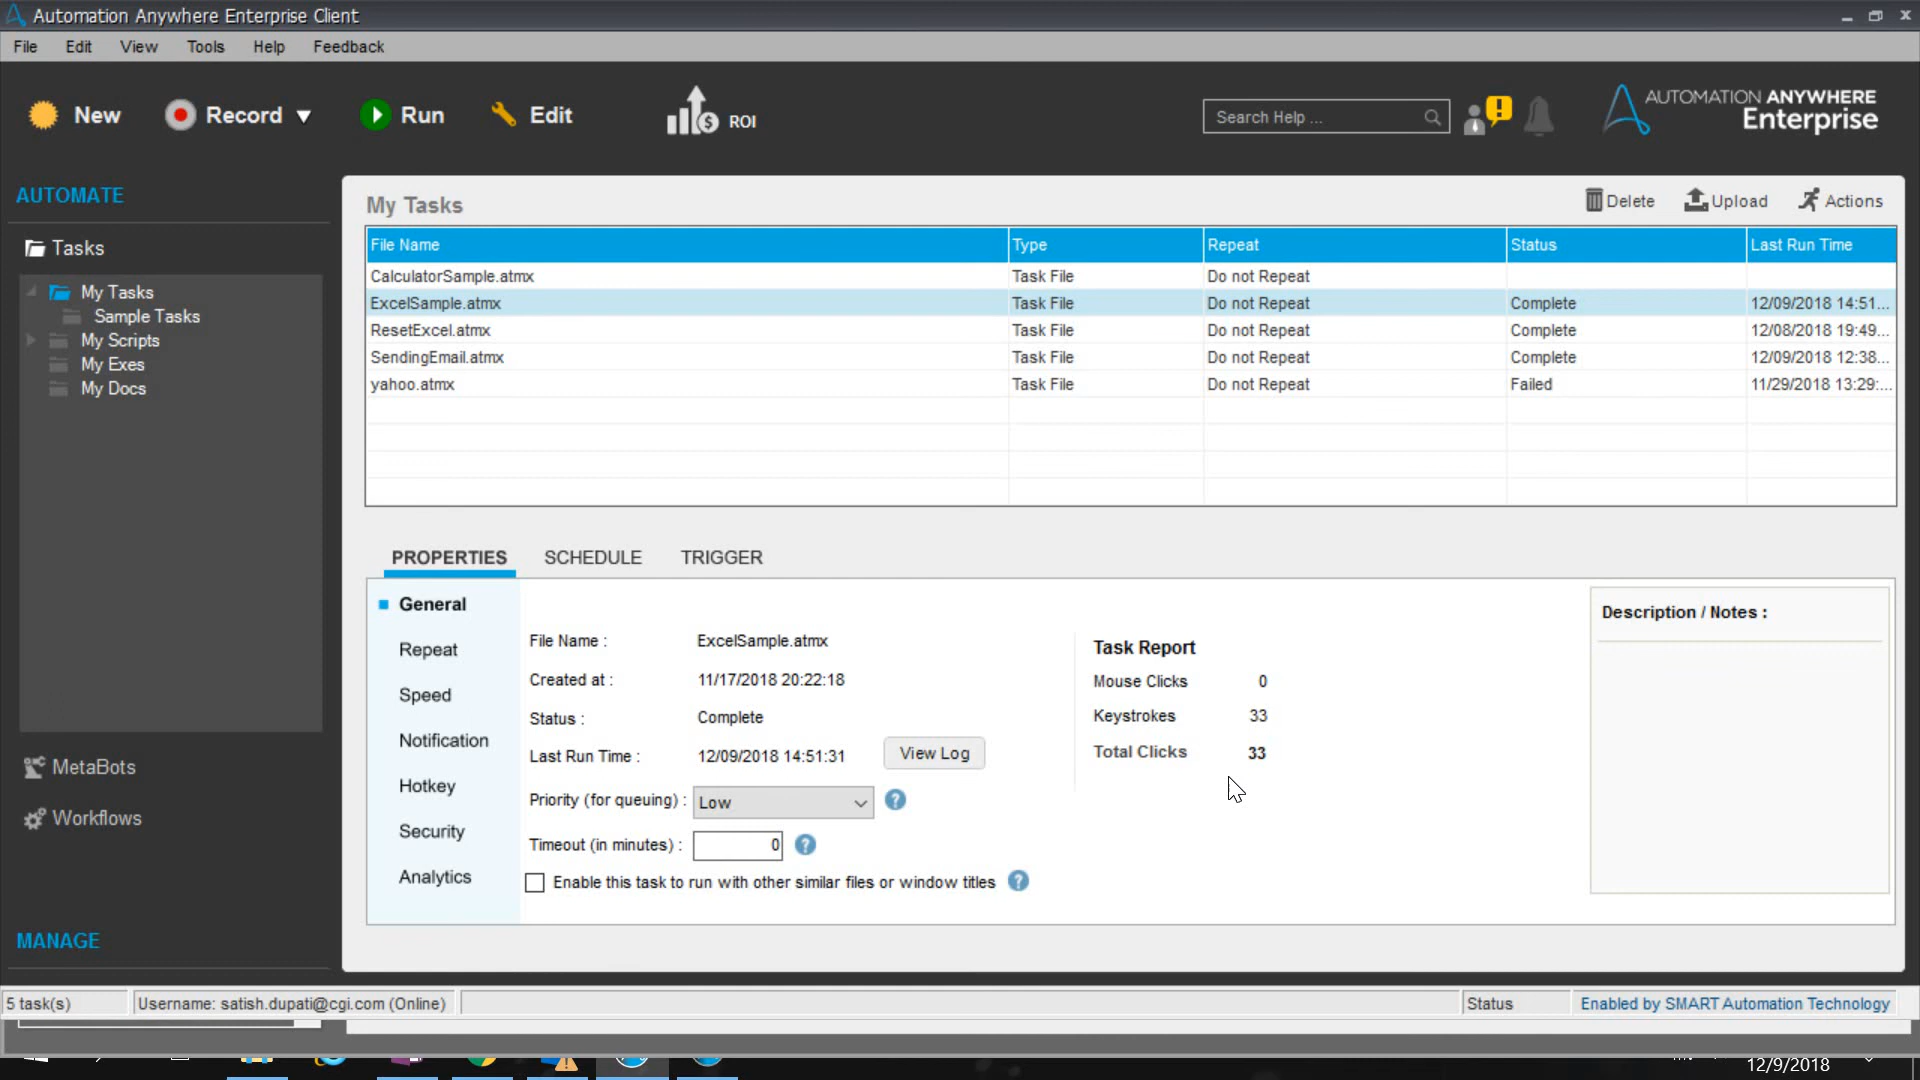 Automation Anywhere Enterprise Client
File Edit View Tools Help Feedback
New Record Run Edit ROI
Search Help ...
AUTOMATION ANYWHERE
Enterprise
AUTOMATE
Tasks
My Tasks
Sample Tasks
My Scripts
My Exes
My Docs
MetaBots
Workflows
MANAGE
My Tasks
Delete Upload Actions
File Name Type Repeat Status Last Run Time
CalculatorSample.atmx Task File Do not Repeat
ExcelSample.atmx Task File Do not Repeat Complete 12/09/2018 14:51...
ResetExcel.atmx Task File Do not Repeat Complete 12/08/2018 19:49...
SendingEmail.atmx Task File Do not Repeat Complete 12/09/2018 12:38...
yahoo.atmx Task File Do not Repeat Failed 11/29/2018 13:29:...
PROPERTIES SCHEDULE TRIGGER
General
Repeat
Speed
Notification
Hotkey
Security
Analytics
File Name : ExcelSample.atmx
Created at : 11/17/2018 20:22:18
Status : Complete
Last Run Time : 12/09/2018 14:51:31 View Log
Priority (for queuing) : Low ?
Timeout (in minutes) : 0 ?
Enable this task to run with other similar files or window titles ?
Task Report
Mouse Clicks 0
Keystrokes 33
Total Clicks 33
Description / Notes :
5 task(s) Username: satish.dupati@cgi.com (Online) Status Enabled by SMART Automation Technology
12/9/2018